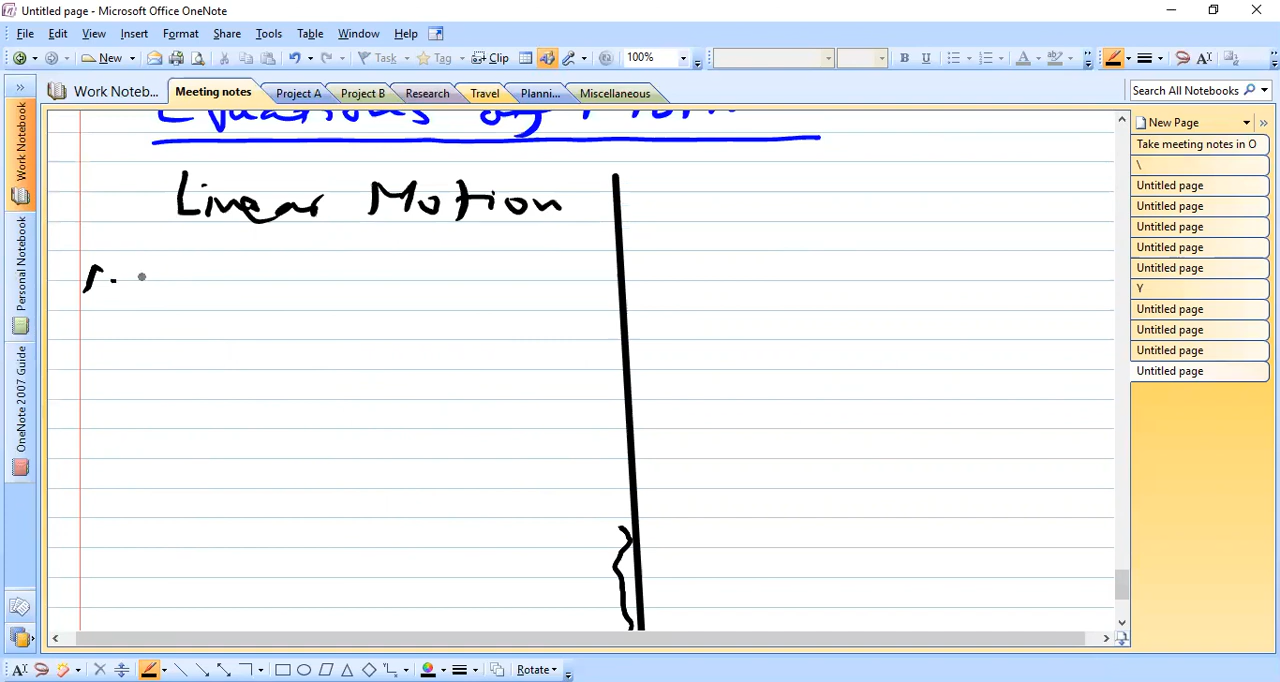 Untitled page - Microsoft Office OneNote
File Edit View Insert Format Share Tools Table Window Help
New Task Tag Clip 100% B U A ab A
Work Noteb... Meeting notes Project A Project B Research Travel Planni... Miscellaneous Search All Notebooks
Work Notebook
Personal Notebook
OneNote 2007 Guide
New Page
Take meeting notes in O
\
Untitled page
Untitled page
Untitled page
Untitled page
Untitled page
Y
Untitled page
Untitled page
Untitled page
Untitled page
Equations of
Linear Motion
Rotate